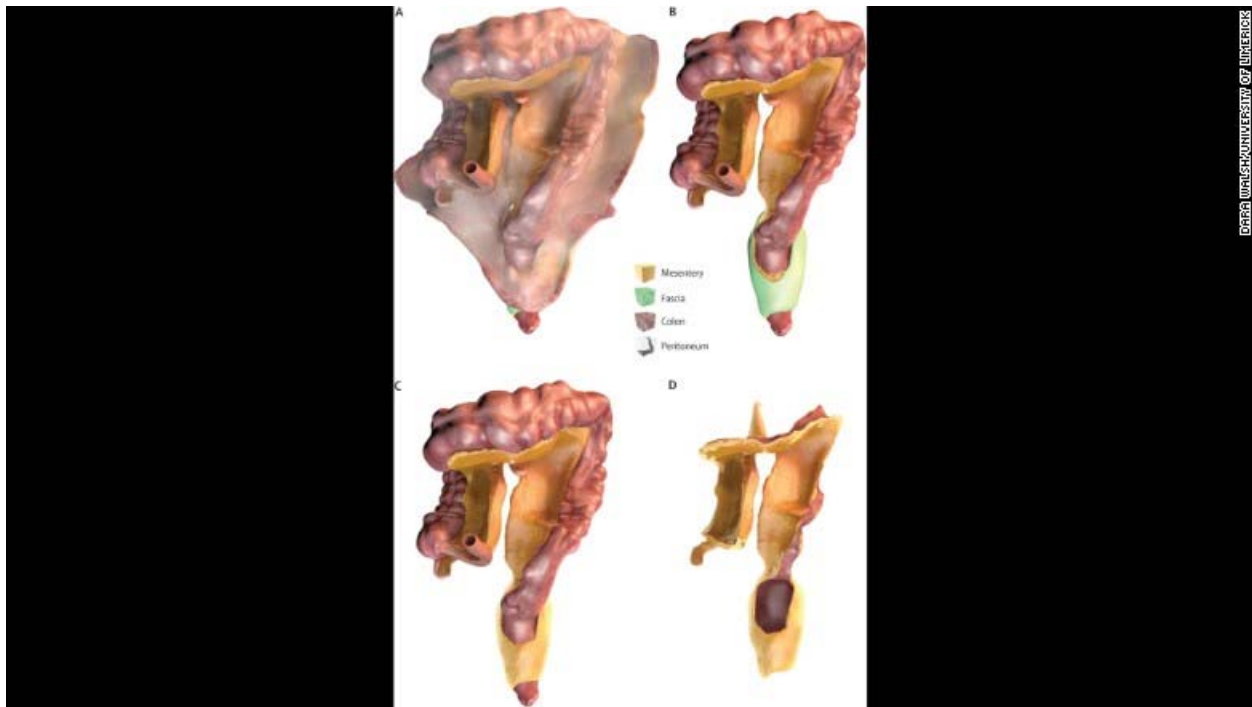 A
B
Mesentery
Fascia
Colon
Peritoneum
C
D
DARA WALSH/UNIVERSITY OF LIMERICK